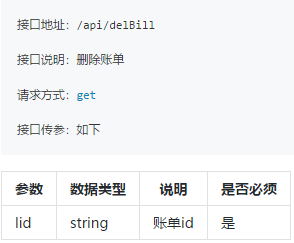 接口地址：/api/delBill
接口说明：删除账单
请求方式：get
接口传参：如下
参数 数据类型 说明 是否必须
lid string 账单id 是